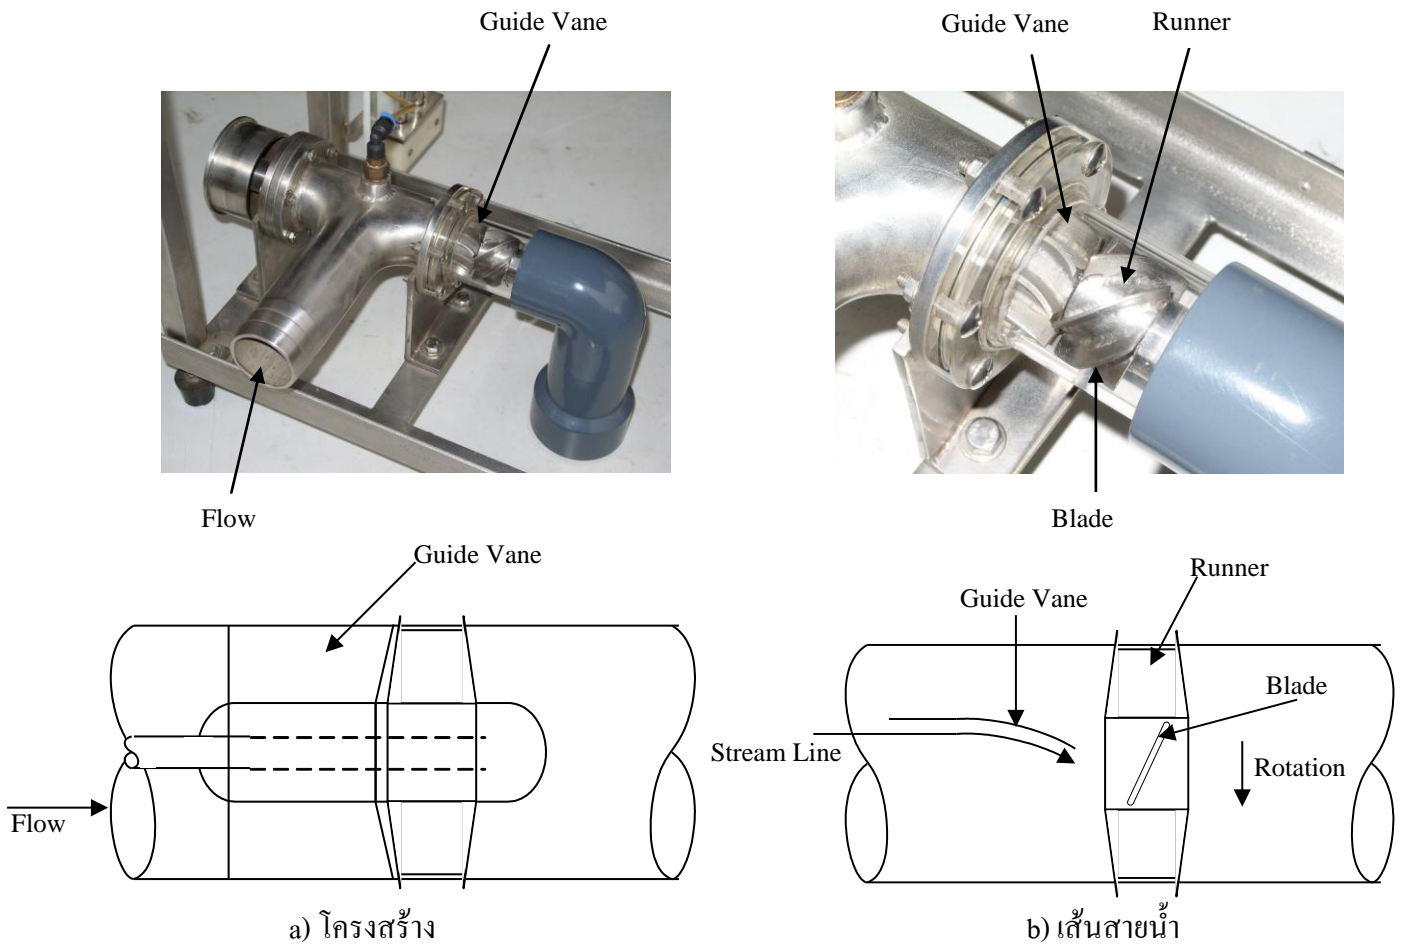 Guide Vane
Guide Vane
Runner
Flow
Blade
Guide Vane
Flow
Runner
Guide Vane
Blade
Stream Line
Rotation
a) โครงสร้าง
b) เส้นสายน้ำ